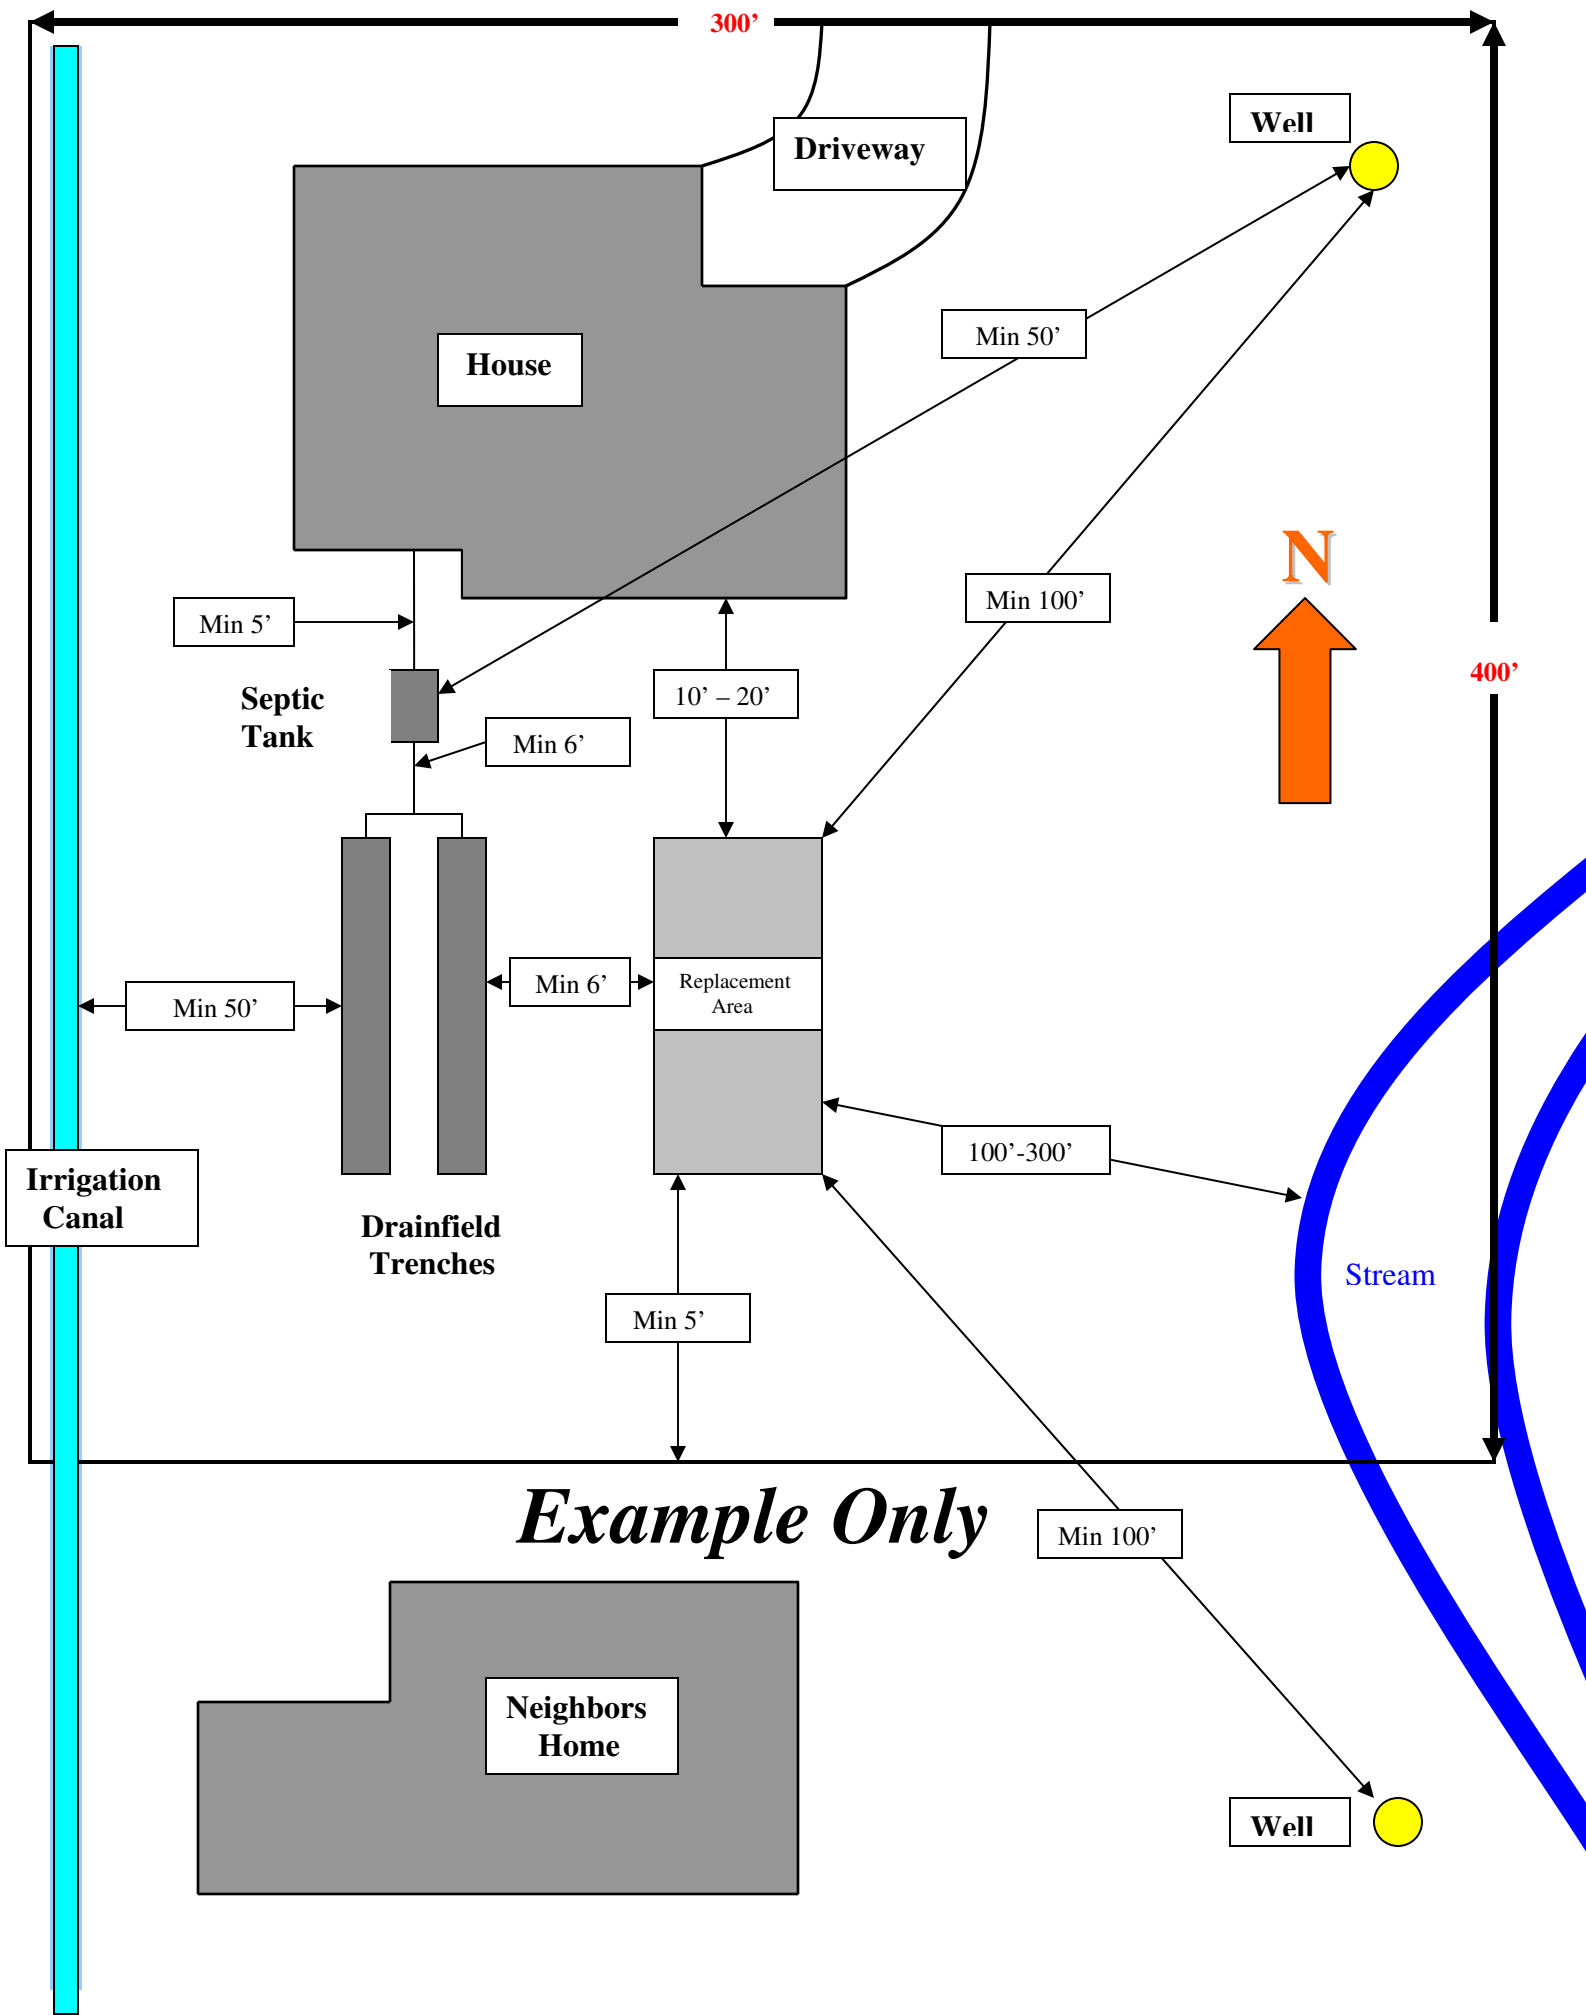 300’
Well
Driveway
Min 50’
House
N
Min 100’
Min 5’
400’
Septic
Tank
10’ – 20’
Min 6’
Min 6’
Replacement
Area
Min 50’
100’-300’
Irrigation
Canal
Drainfield
Trenches
Stream
Min 5’
Example Only
Min 100’
Neighbors
Home
Well